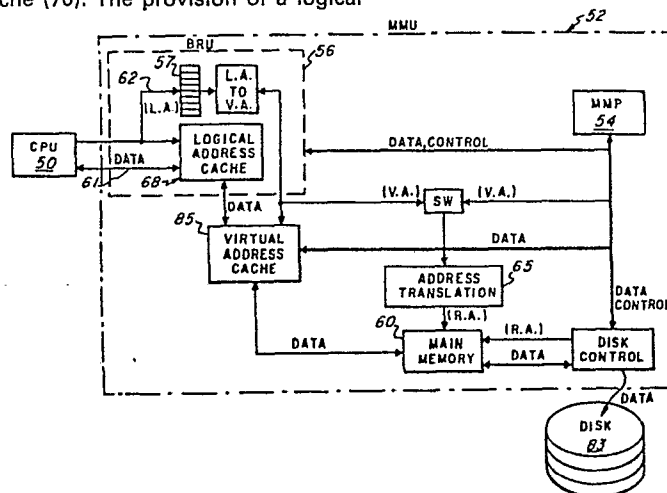 che (70). The provision of a logical
MMU
52
BRU
56
57
62
L.A.
TO
V.A.
(L.A.)
MMP
54
CPU
50
LOGICAL
ADDRESS
CACHE
DATA
61
68
DATA, CONTROL
(V.A.)
SW
(V.A.)
DATA
85
VIRTUAL
ADDRESS
CACHE
DATA
ADDRESS
TRANSLATION
65
DATA
CONTROL
(R.A.)
60
MAIN
MEMORY
DATA
(R.A.)
DATA
DISK
CONTROL
DATA
DISK
83